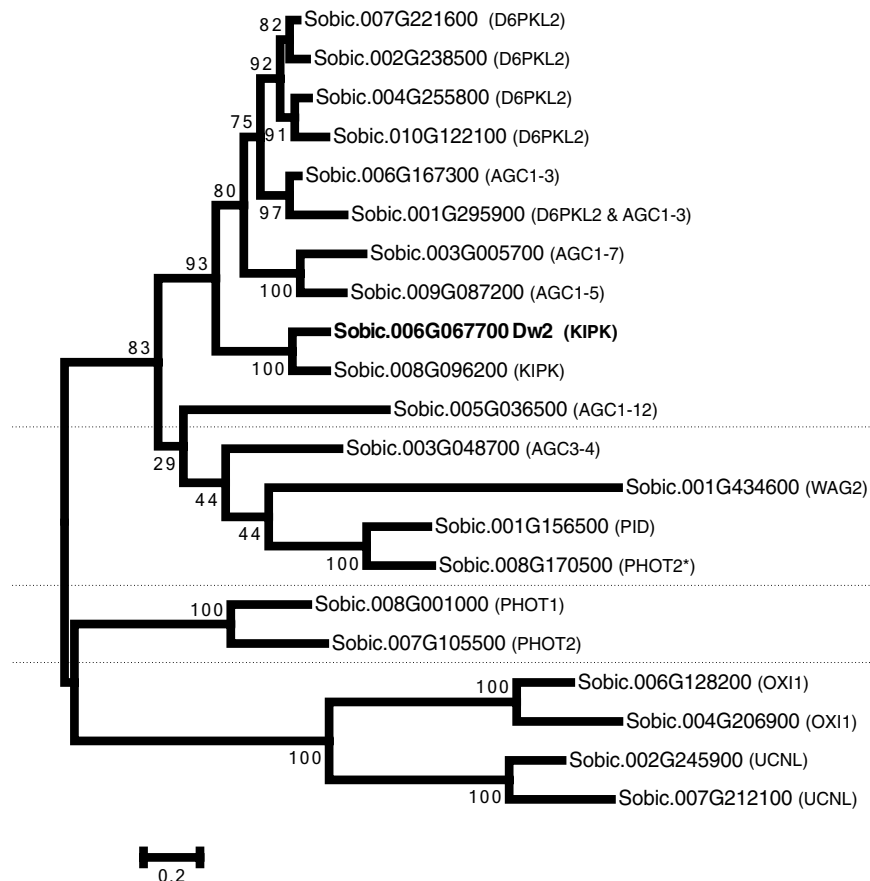 82
Sobic.007G221600 (D6PKL2)
92
Sobic.002G238500 (D6PKL2)
Sobic.004G255800 (D6PKL2)
75
91
Sobic.010G122100 (D6PKL2)
Sobic.006G167300 (AGC1-3)
80
97
Sobic.001G295900 (D6PKL2 & AGC1-3)
Sobic.003G005700 (AGC1-7)
93
100
Sobic.009G087200 (AGC1-5)
Sobic.006G067700 Dw2 (KIPK)
83
100
Sobic.008G096200 (KIPK)
Sobic.005G036500 (AGC1-12)
Sobic.003G048700 (AGC3-4)
29
Sobic.001G434600 (WAG2)
44
Sobic.001G156500 (PID)
44
100
Sobic.008G170500 (PHOT2*)
100
Sobic.008G001000 (PHOT1)
Sobic.007G105500 (PHOT2)
100
Sobic.006G128200 (OXI1)
Sobic.004G206900 (OXI1)
100
Sobic.002G245900 (UCNL)
100
Sobic.007G212100 (UCNL)
0.2